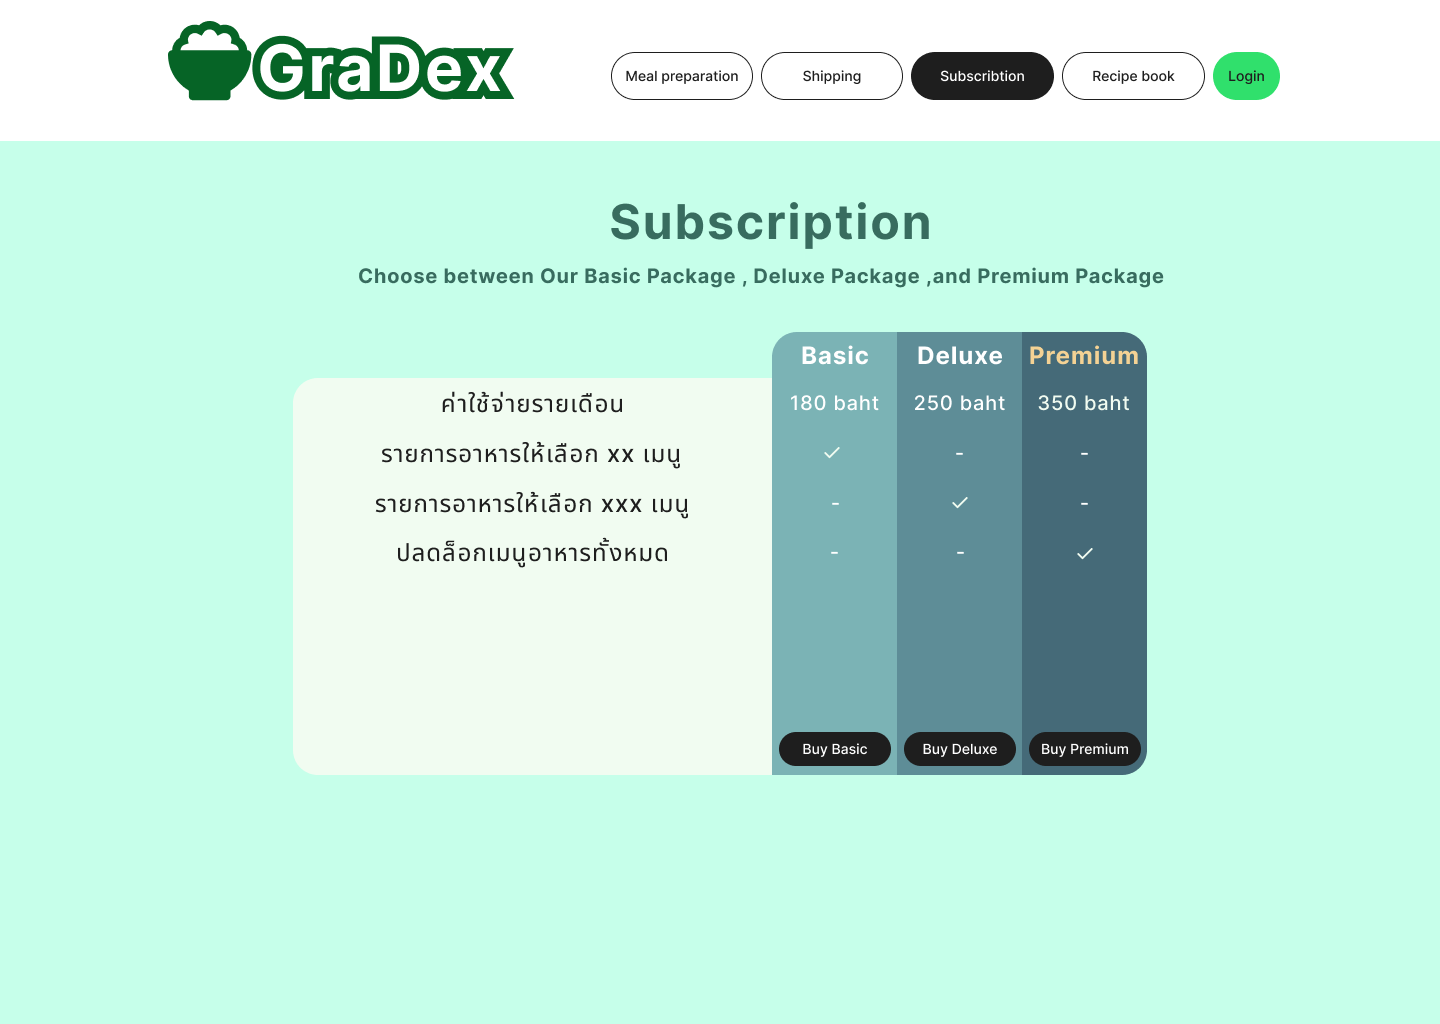 GraDex
Meal preparation Shipping Subscribtion Recipe book Login
Subscription
Choose between Our Basic Package , Deluxe Package ,and Premium Package
Basic Deluxe Premium
ค่าใช้จ่ายรายเดือน 180 baht 250 baht 350 baht
รายการอาหารให้เลือก xx เมนู ✓ - -
รายการอาหารให้เลือก xxx เมนู - ✓ -
ปลดล็อกเมนูอาหารทั้งหมด - - ✓
Buy Basic Buy Deluxe Buy Premium